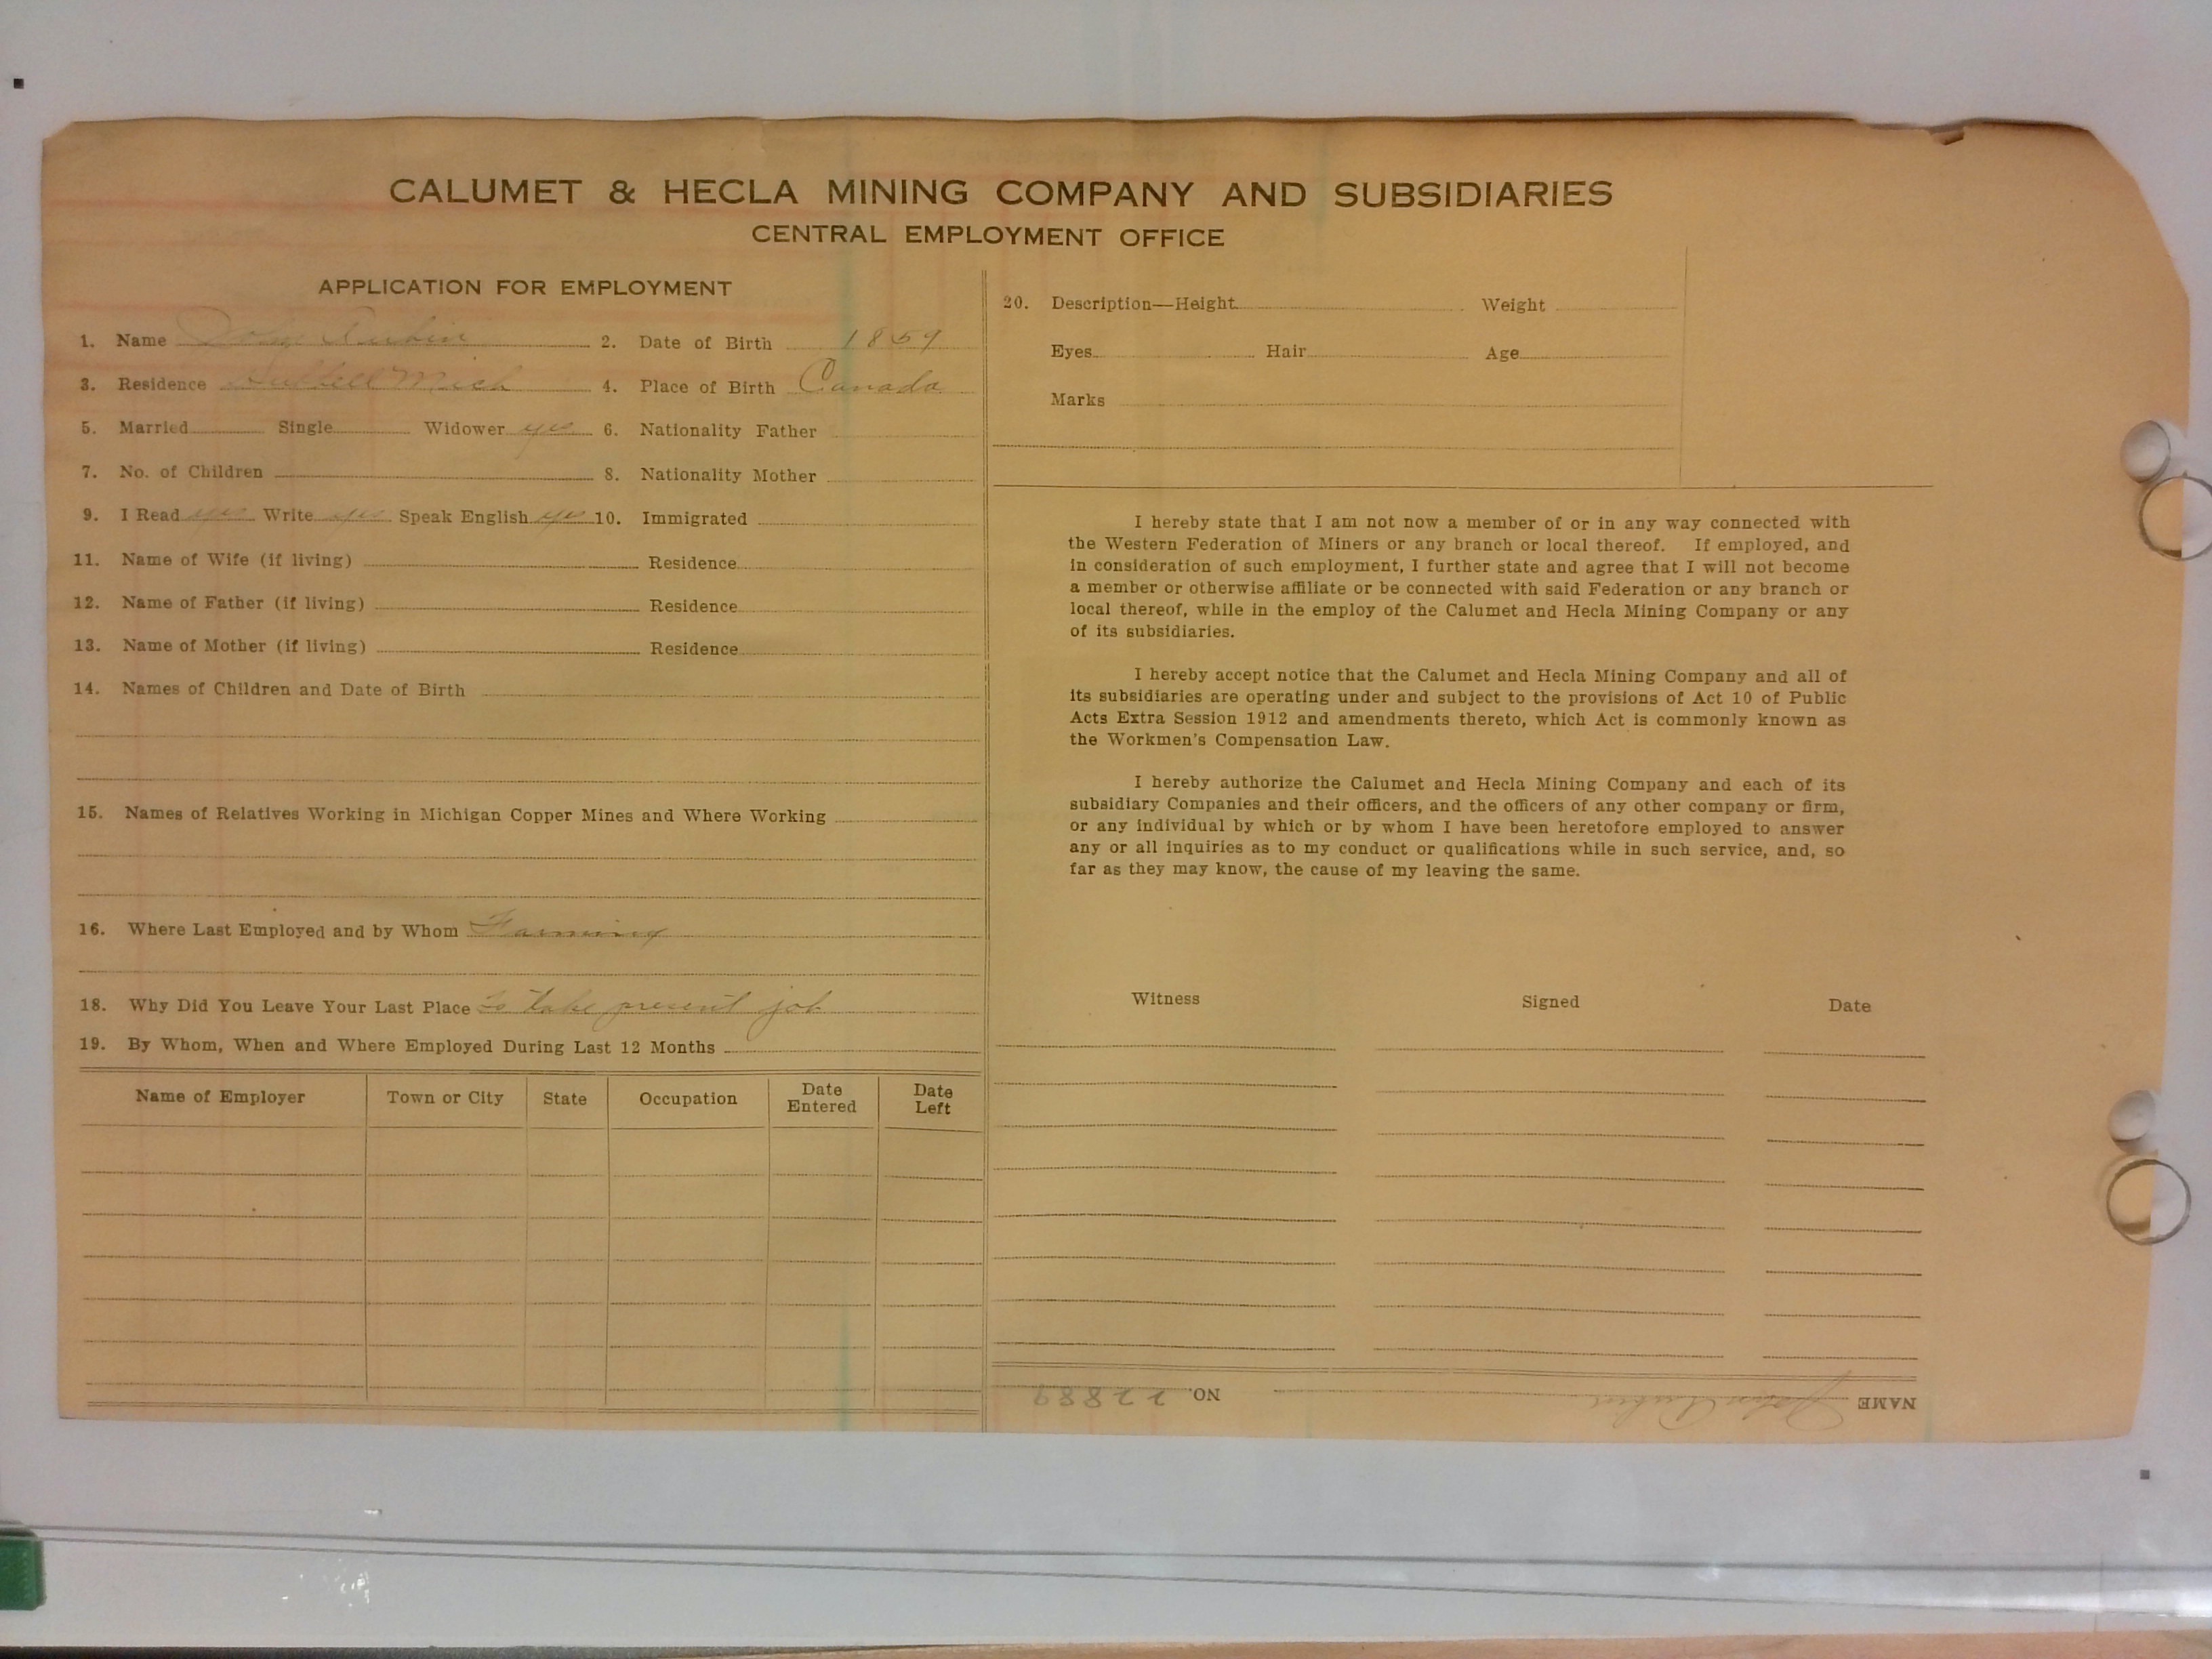 CALUMET & HECLA MINING COMPANY AND SUBSIDIARIES
CENTRAL EMPLOYMENT OFFICE
APPLICATION FOR EMPLOYMENT
1. Name John Aubin 2. Date of Birth 1859
3. Residence Hubbell Mich 4. Place of Birth Canada
5. Married Single Widower yes 6. Nationality Father
7. No. of Children 8. Nationality Mother
9. I Read yes Write yes Speak English yes 10. Immigrated
11. Name of Wife (if living) Residence
12. Name of Father (if living) Residence
13. Name of Mother (if living) Residence
14. Names of Children and Date of Birth
15. Names of Relatives Working in Michigan Copper Mines and Where Working
16. Where Last Employed and by Whom Farming
18. Why Did You Leave Your Last Place to take present job
19. By Whom, When and Where Employed During Last 12 Months
Name of Employer Town or City State Occupation Date Entered Date Left
20. Description—Height Weight
Eyes Hair Age
Marks
I hereby state that I am not now a member of or in any way connected with
the Western Federation of Miners or any branch or local thereof. If employed, and
in consideration of such employment, I further state and agree that I will not become
a member or otherwise affiliate or be connected with said Federation or any branch or
local thereof, while in the employ of the Calumet and Hecla Mining Company or any
of its subsidiaries.
I hereby accept notice that the Calumet and Hecla Mining Company and all of
its subsidiaries are operating under and subject to the provisions of Act 10 of Public
Acts Extra Session 1912 and amendments thereto, which Act is commonly known as
the Workmen's Compensation Law.
I hereby authorize the Calumet and Hecla Mining Company and each of its
subsidiary Companies and their officers, and the officers of any other company or firm,
or any individual by which or by whom I have been heretofore employed to answer
any or all inquiries as to my conduct or qualifications while in such service, and, so
far as they may know, the cause of my leaving the same.
Witness Signed Date
NAME John Aubin NO. 22889